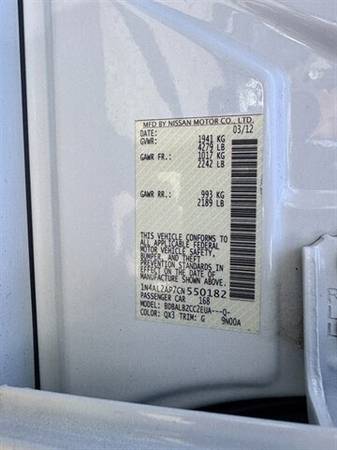 MFD BY NISSAN MOTOR CO., LTD.
DATE: 03/12
GVWR: 1941 KG
4279 LB
GAWR FR.: 1017 KG
2242 LB
GAWR RR.: 993 KG
2189 LB
THIS VEHICLE CONFORMS TO
ALL APPLICABLE FEDERAL
MOTOR VEHICLE SAFETY,
BUMPER, AND THEFT
PREVENTION STANDARDS
IN EFFECT ON THE DATE OF
MANUFACTURE SHOWN ABOVE.
1N4AL2AP7CN550182
PASSENGER CAR 168
MODEL: BDBALBZCC2EUA---Q-
COLOR: QX3 TRIM: G 9N00A